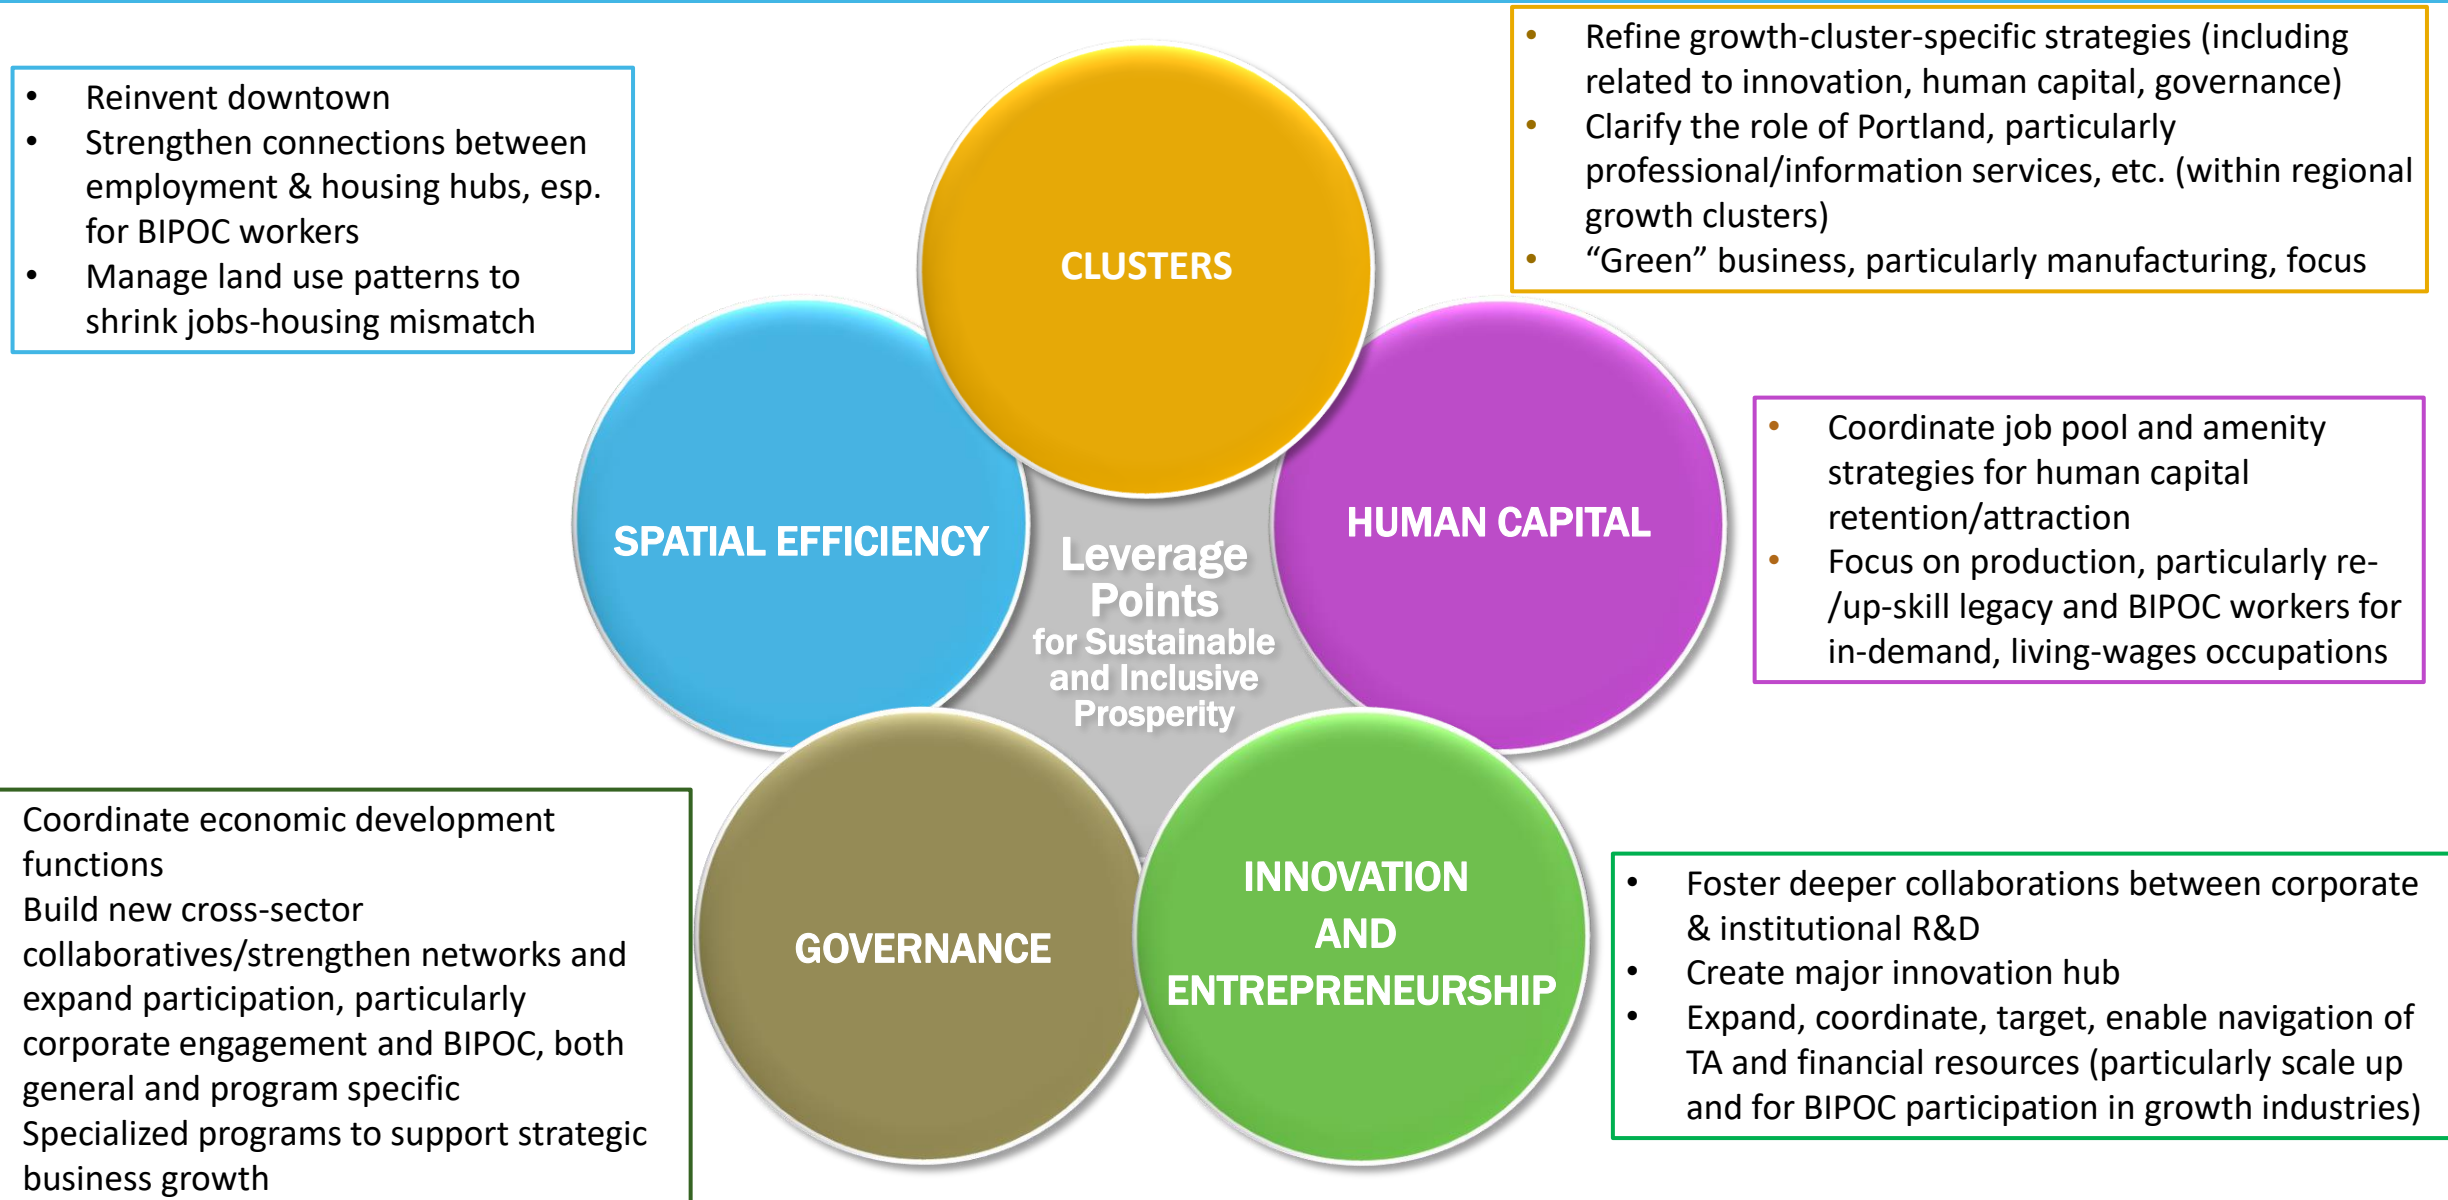 • Reinvent downtown
• Strengthen connections between
employment & housing hubs, esp.
for BIPOC workers
• Manage land use patterns to
shrink jobs-housing mismatch
CLUSTERS
• Refine growth-cluster-specific strategies (including
related to innovation, human capital, governance)
• Clarify the role of Portland, particularly
professional/information services, etc. (within regional
growth clusters)
• “Green” business, particularly manufacturing, focus
SPATIAL EFFICIENCY
Leverage
Points
for Sustainable
and Inclusive
Prosperity
HUMAN CAPITAL
• Coordinate job pool and amenity
strategies for human capital
retention/attraction
• Focus on production, particularly re-
/up-skill legacy and BIPOC workers for
in-demand, living-wages occupations
Coordinate economic development
functions
Build new cross-sector
collaboratives/strengthen networks and
expand participation, particularly
corporate engagement and BIPOC, both
general and program specific
Specialized programs to support strategic
business growth
GOVERNANCE
INNOVATION
AND
ENTREPRENEURSHIP
• Foster deeper collaborations between corporate
& institutional R&D
• Create major innovation hub
• Expand, coordinate, target, enable navigation of
TA and financial resources (particularly scale up
and for BIPOC participation in growth industries)